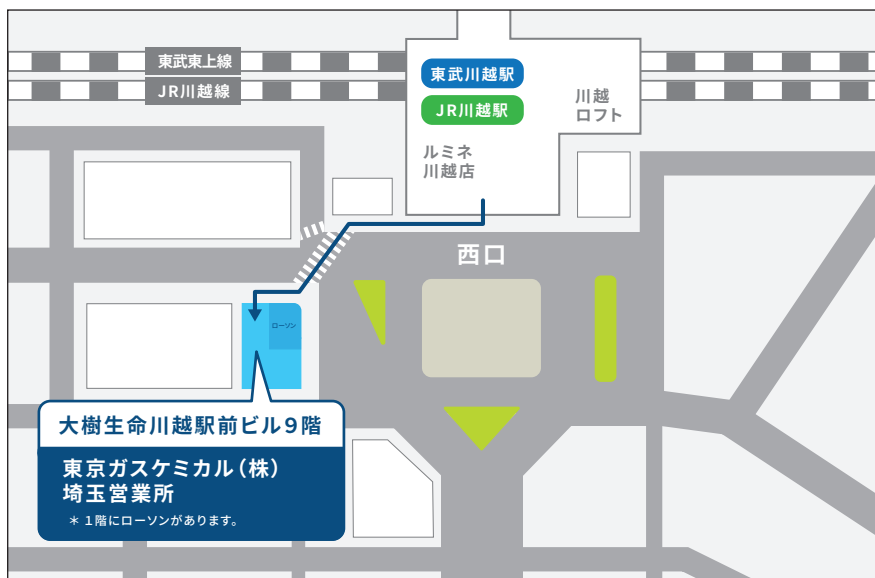 東武東上線
JR川越線
東武川越駅
JR川越駅
川越
ロフト
ルミネ
川越店
西口
ローソン
大樹生命川越駅前ビル9階
東京ガスケミカル(株)
埼玉営業所
＊ 1階にローソンがあります。